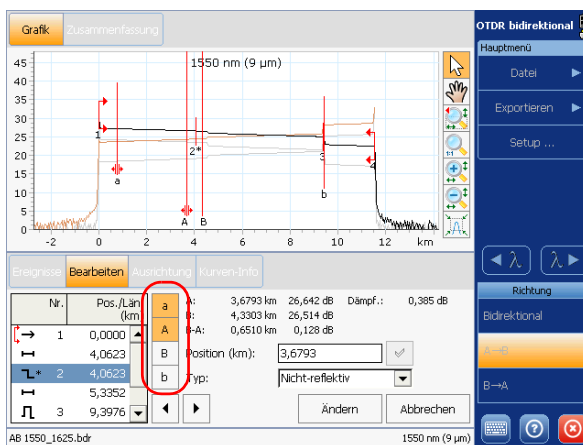 Grafik Zusammenfassung
OTDR bidirektional
Hauptmenü
Datei
Exportieren
Setup ...
1550 nm (9 µm)
45
40
35
30
25
20
15
10
5
0
-2 0 2 4 6 8 10 12 km
1
2*
3
4
a
A
B
b
1:1
Ereignisse Bearbeiten Ausrichtung Kurven-Info
Nr. Pos./Län (km
1 0,0000
4,0623
* 2 4,0623
5,3352
3 9,3976
a
A
B
b
A: 3,6793 km 26,642 dB Dämpf.: 0,385 dB
B: 4,3303 km 26,514 dB
B-A: 0,6510 km 0,128 dB
Position (km): 3,6793
Typ: Nicht-reflektiv
Ändern Abbrechen
λ λ
Richtung
Bidirektional
A→B
B→A
AB 1550_1625.bdr
1550 nm (9 µm)